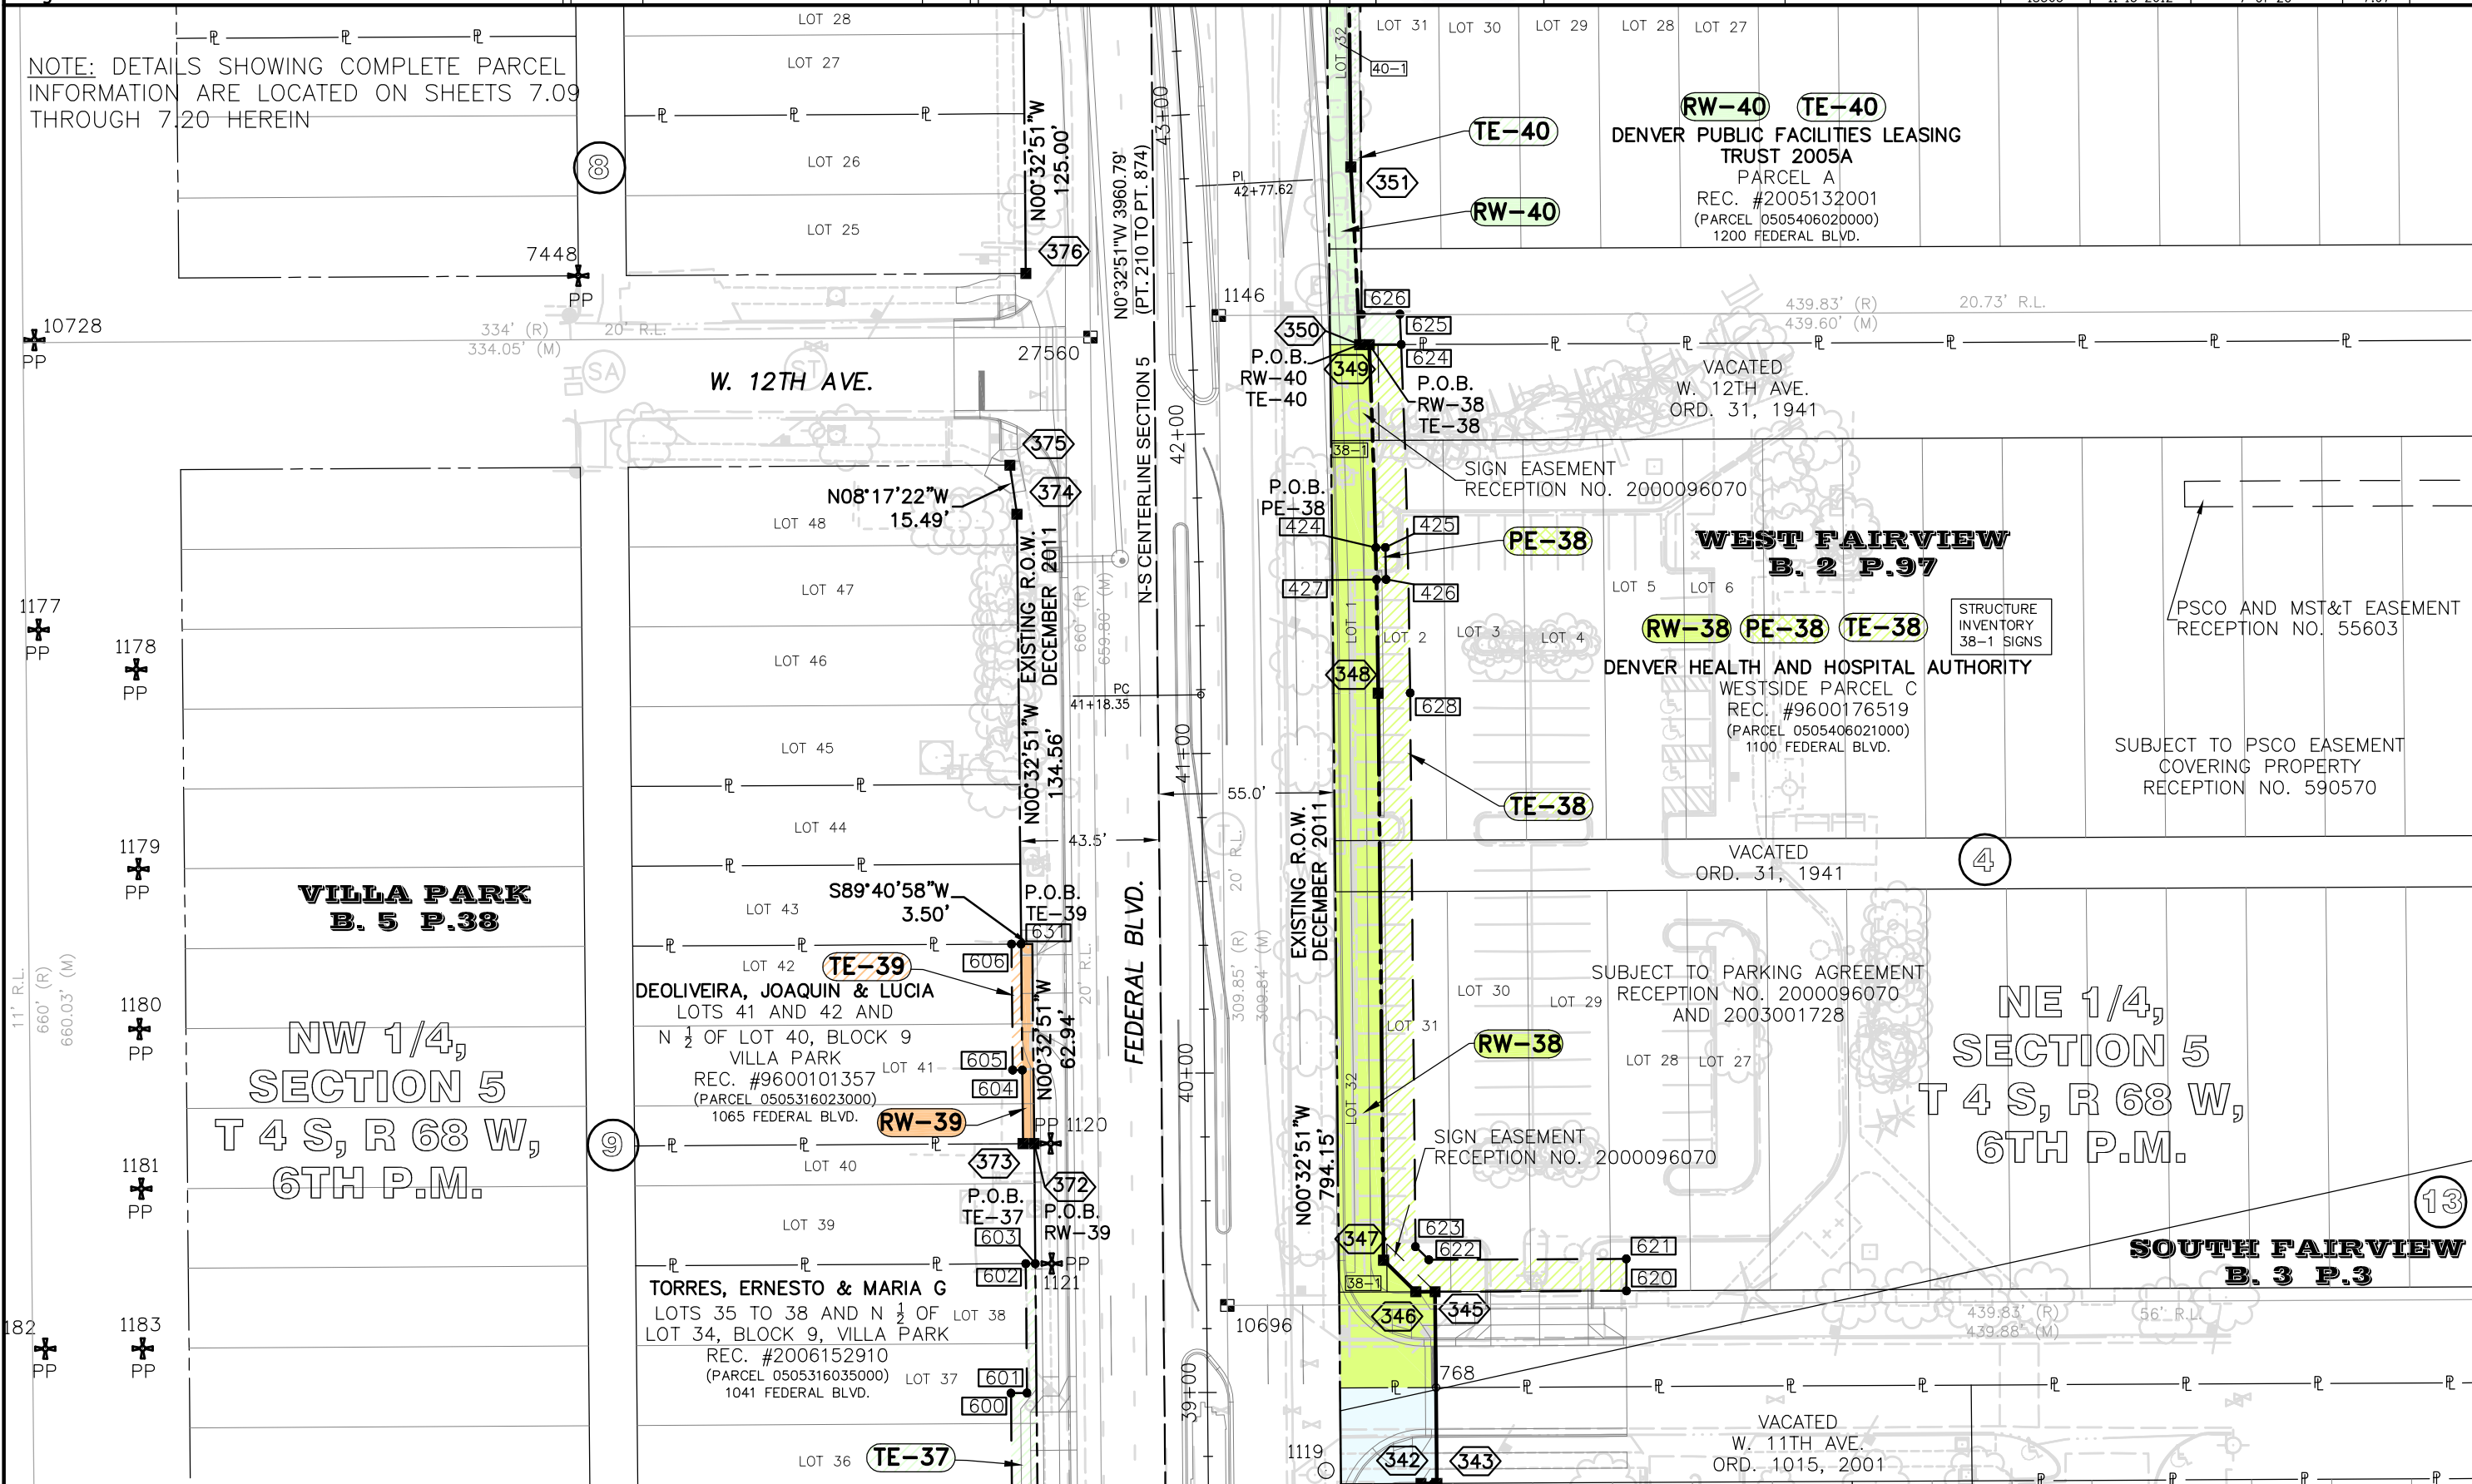 NOTE: DETAILS SHOWING COMPLETE PARCEL
INFORMATION ARE LOCATED ON SHEETS 7.09
THROUGH 7.20 HEREIN
LOT 28
LOT 27
LOT 26
LOT 25
8
7448
PP
10728
PP
334' (R)
334.05' (M)
20' R.L.
SA
ST
W. 12TH AVE.
N00°32'51"W
125.00'
376
27560
375
374
N08°17'22"W
15.49'
N0°32'51"W 3960.79'
(PT. 210 TO PT. 874)
N-S CENTERLINE SECTION 5
43+00
42+00
41+00
40+00
39+00
PI
42+77.62
1146
PC
41+18.35
LOT 32
40-1
LOT 31
LOT 30
LOT 29
LOT 28
LOT 27
TE-40
351
RW-40
RW-40
TE-40
DENVER PUBLIC FACILITIES LEASING
TRUST 2005A
PARCEL A
REC. #2005132001
(PARCEL 0505406020000)
1200 FEDERAL BLVD.
626
625
624
350
349
P.O.B.
RW-40
TE-40
P.O.B.
RW-38
TE-38
439.83' (R)
439.60' (M)
20.73' R.L.
VACATED
W. 12TH AVE.
ORD. 31, 1941
38-1
SIGN EASEMENT
RECEPTION NO. 2000096070
P.O.B.
PE-38
424
425
427
426
PE-38
WEST FAIRVIEW
B. 2 P.97
LOT 1
LOT 2
LOT 3
LOT 4
LOT 5
LOT 6
RW-38
PE-38
TE-38
STRUCTURE
INVENTORY
38-1 SIGNS
DENVER HEALTH AND HOSPITAL AUTHORITY
WESTSIDE PARCEL C
REC. #9600176519
(PARCEL 0505406021000)
1100 FEDERAL BLVD.
PSCO AND MST&T EASEMENT
RECEPTION NO. 55603
SUBJECT TO PSCO EASEMENT
COVERING PROPERTY
RECEPTION NO. 590570
348
628
TE-38
55.0'
43.5'
EXISTING R.O.W.
DECEMBER 2011
N00°32'51"W
134.56'
660' (R)
659.80' (M)
EXISTING R.O.W.
DECEMBER 2011
20' R.L.
309.85' (R)
309.84' (M)
VACATED
ORD. 31, 1941
4
LOT 48
LOT 47
LOT 46
LOT 45
LOT 44
LOT 43
1177
PP
1178
PP
1179
PP
1180
PP
1181
PP
182
PP
1183
PP
11' R.L.
660' (R)
660.03' (M)
VILLA PARK
B. 5 P.38
NW 1/4,
SECTION 5
T 4 S, R 68 W,
6TH P.M.
9
S89°40'58"W
3.50'
P.O.B.
TE-39
631
606
LOT 42
TE-39
DEOLIVEIRA, JOAQUIN & LUCIA
LOTS 41 AND 42 AND
N ½ OF LOT 40, BLOCK 9
VILLA PARK
REC. #9600101357
(PARCEL 0505316023000)
1065 FEDERAL BLVD.
LOT 41
605
604
RW-39
N00°32'51"W
62.94'
20' R.L.
FEDERAL BLVD.
PP 1120
LOT 40
373
372
P.O.B.
TE-37
P.O.B.
RW-39
LOT 39
603
602
PP
1121
TORRES, ERNESTO & MARIA G
LOTS 35 TO 38 AND N ½ OF
LOT 34, BLOCK 9, VILLA PARK
REC. #2006152910
(PARCEL 0505316035000)
1041 FEDERAL BLVD.
LOT 38
LOT 37
601
600
LOT 36
TE-37
LOT 32
LOT 31
LOT 30
LOT 29
LOT 28
LOT 27
SUBJECT TO PARKING AGREEMENT
RECEPTION NO. 2000096070
AND 2003001728
RW-38
NE 1/4,
SECTION 5
T 4 S, R 68 W,
6TH P.M.
SIGN EASEMENT
RECEPTION NO. 2000096070
N00°32'51"W
794.15'
347
623
622
621
620
38-1
346
345
10696
13
SOUTH FAIRVIEW
B. 3 P.3
439.83' (R)
439.88' (M)
56' R.L.
768
VACATED
W. 11TH AVE.
ORD. 1015, 2001
1119
342
343